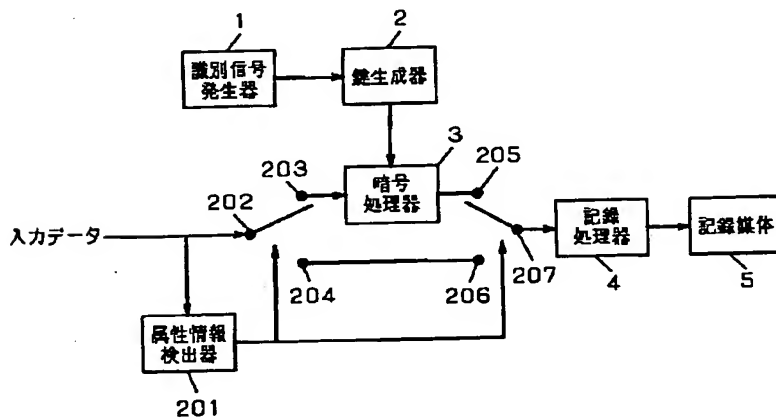 1
2
識別信号
発生器
鍵生成器
3
203
205
暗号
処理器
202
入力データ
記録
処理器
記録媒体
207
204
206
4
5
属性情報
検出器
201